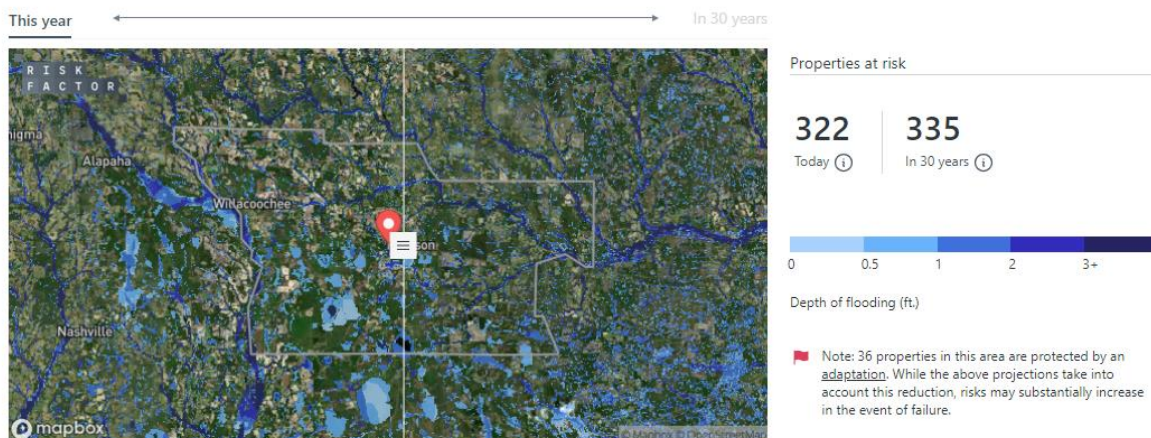 This year
In 30 years
RISK
FACTOR
Alapaha
Willacoochee
Nashville
mapbox
© Mapbox © OpenStreetMap
Properties at risk
322
335
Today
In 30 years
0 0.5 1 2 3+
Depth of flooding (ft.)
Note: 36 properties in this area are protected by an
adaptation. While the above projections take into
account this reduction, risks may substantially increase
in the event of failure.